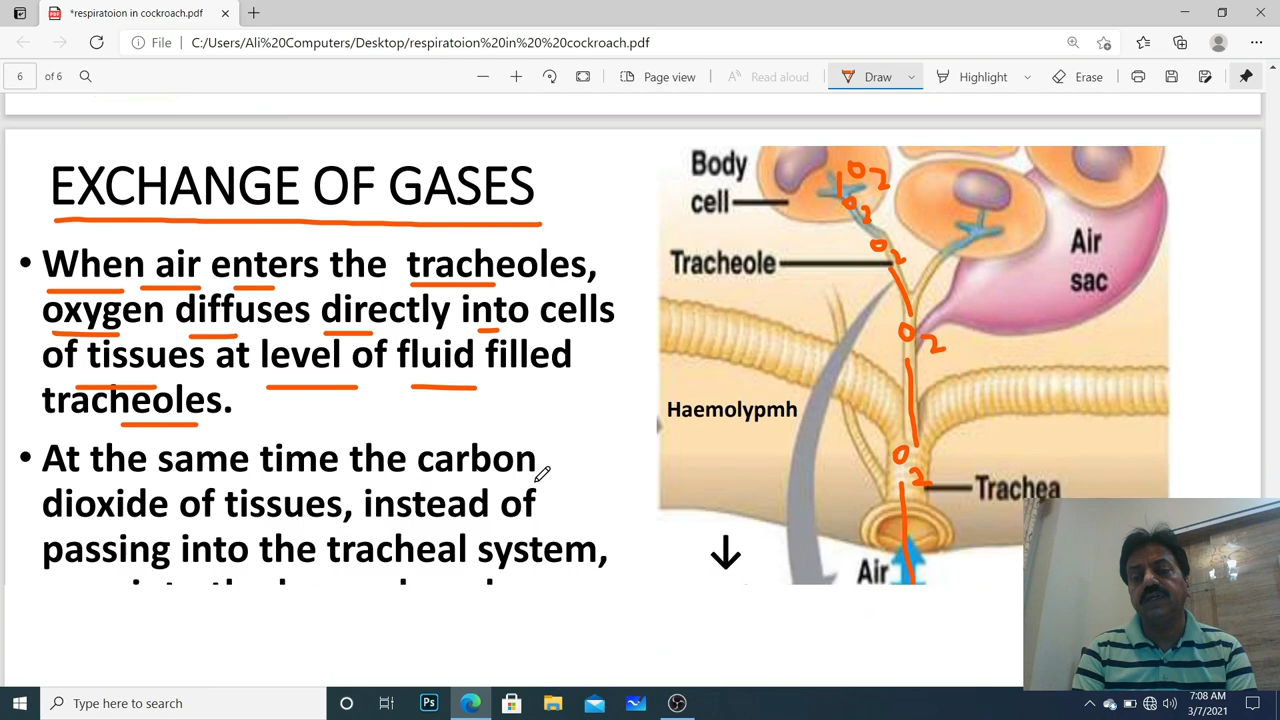 *respiratoion in cockroach.pdf
File C:/Users/Ali%20Computers/Desktop/respiratoion%20in%20%20cockroach.pdf
6 of 6 Page view Read aloud Draw Highlight Erase
EXCHANGE OF GASES
• When air enters the tracheoles,
oxygen diffuses directly into cells
of tissues at level of fluid filled
tracheoles.
• At the same time the carbon
dioxide of tissues, instead of
passing into the tracheal system,
Body
cell
Tracheole
Air
sac
Haemolypmh
Trachea
Air
O2
O2
O2
O2
O2
Type here to search
Ps
7:08 AM
3/7/2021